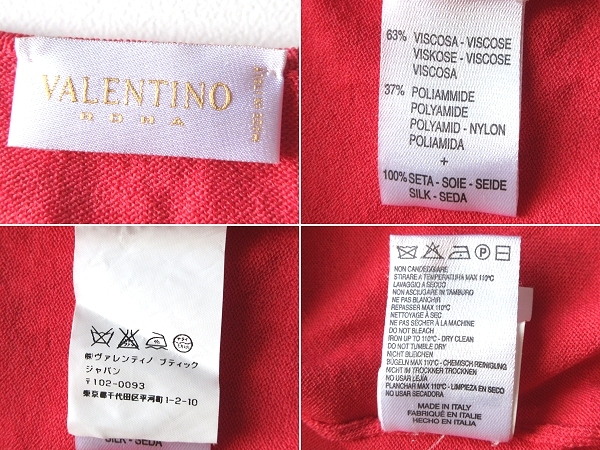 VALENTINO
ROMA
63% VISCOSA - VISCOSE
VISKOSE - VISCOSE
VISCOSA
37% POLIAMMIDE
POLYAMIDE
POLYAMID - NYLON
POLIAMIDA
+
100% SETA - SOIE - SEIDE
SILK - SEDA
㈱ヴァレンティノ ブティック
ジャパン
〒102-0093
東京都千代田区平河町1-2-10
SILK - SEDA
NON CANDEGGIARE
STIRARE A TEMPERATURA MAX 110°C
LAVAGGIO A SECCO
NON ASCIUGARE IN TAMBURO
NE PAS BLANCHIR
REPASSER MAX 110°C
NETTOYAGE À SEC
NE PAS SÉCHER A LA MACHINE
DO NOT BLEACH
IRON UP TO 110°C - DRY CLEAN
DO NOT TUMBLE DRY
NICHT BLEICHEN
BÜGELN MAX 110°C - CHEMISCH REINIGUNG
NICHT IM TROCKNER TROCKNEN
NO USAR LEJÍA
PLANCHAR MAX 110°C - LIMPIEZA EN SECO
NO USAR SECADORA
MADE IN ITALY
FABRIQUÉ EN ITALIE
HECHO EN ITALIA